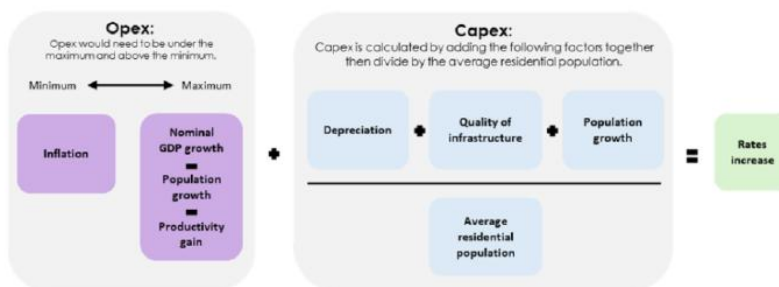 Opex:
Opex would need to be under the
maximum and above the minimum.
Minimum
Maximum
Inflation
Nominal
GDP growth
Population
growth
Productivity
gain
Capex:
Capex is calculated by adding the following factors together
then divide by the average residential population.
Depreciation
Quality of
infrastructure
Population
growth
Average
residential
population
Rates
increase